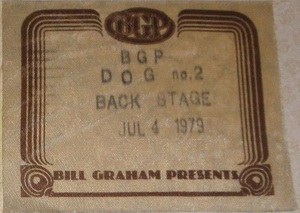 BGP
BGP
DOG no.2
BACK STAGE
JUL 4 1979
BILL GRAHAM PRESENTS